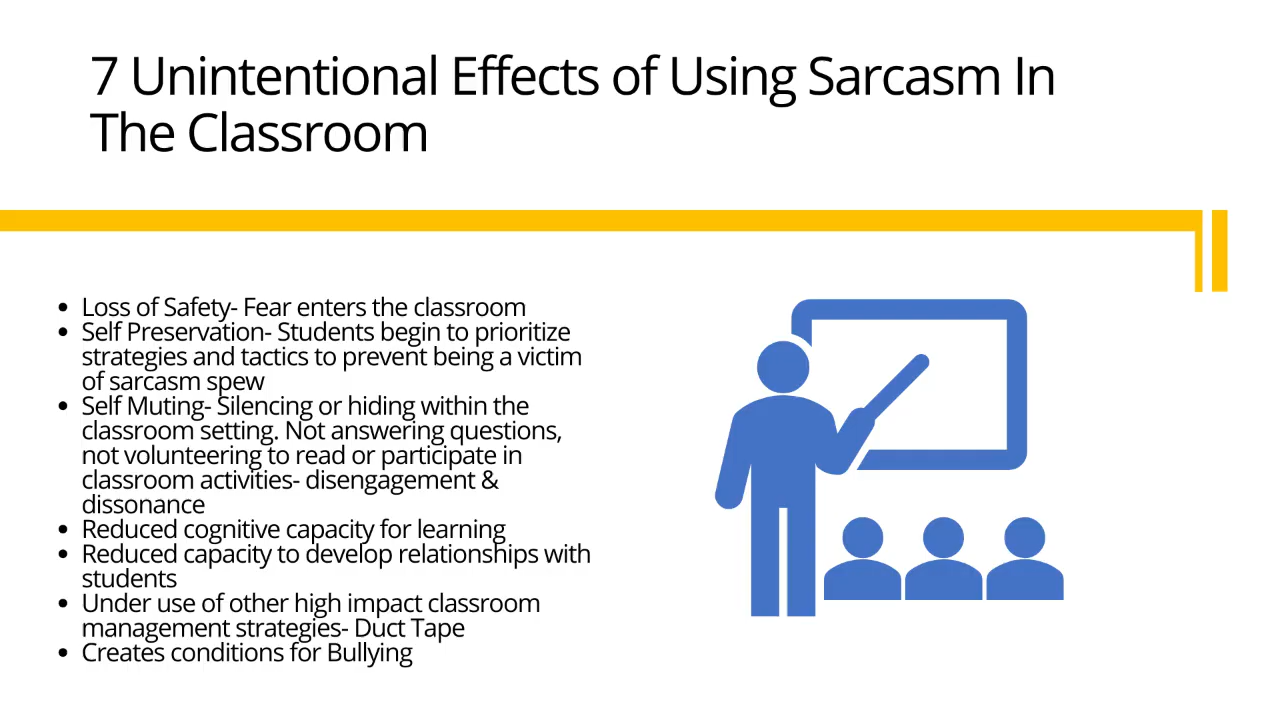 7 Unintentional Effects of Using Sarcasm In
The Classroom
• Loss of Safety- Fear enters the classroom
• Self Preservation- Students begin to prioritize
strategies and tactics to prevent being a victim
of sarcasm spew
• Self Muting- Silencing or hiding within the
classroom setting. Not answering questions,
not volunteering to read or participate in
classroom activities- disengagement &
dissonance
• Reduced cognitive capacity for learning
• Reduced capacity to develop relationships with
students
• Under use of other high impact classroom
management strategies- Duct Tape
• Creates conditions for Bullying